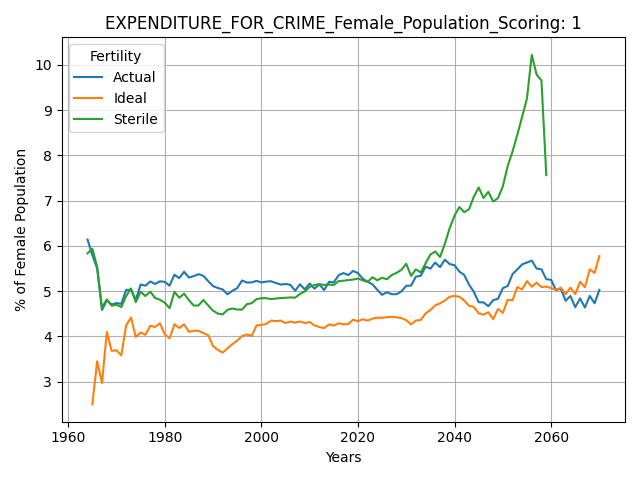 EXPENDITURE_FOR_CRIME_Female_Population_Scoring: 1
Fertility
Actual
Ideal
Sterile
% of Female Population
10
9
8
7
6
5
4
3
1960 1980 2000 2020 2040 2060
Years